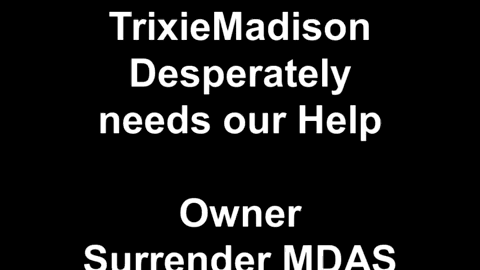 TrixieMadison
Desperately
needs our Help
Owner
Surrender MDAS